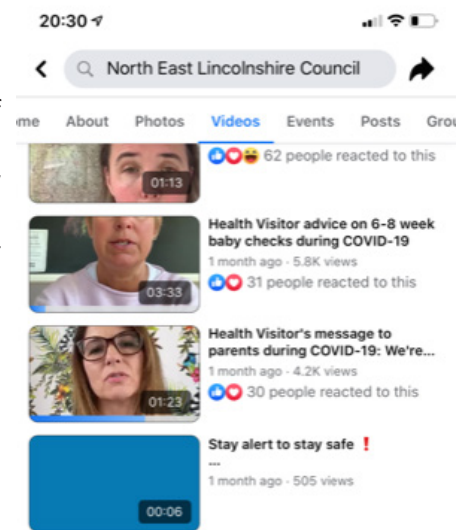 20:30
North East Lincolnshire Council
ome About Photos Videos Events Posts Grou
62 people reacted to this
01:13
Health Visitor advice on 6-8 week
baby checks during COVID-19
1 month ago · 5.8K views
31 people reacted to this
03:33
Health Visitor's message to
parents during COVID-19: We're...
1 month ago · 4.2K views
30 people reacted to this
01:23
Stay alert to stay safe ❗
...
1 month ago · 505 views
00:06